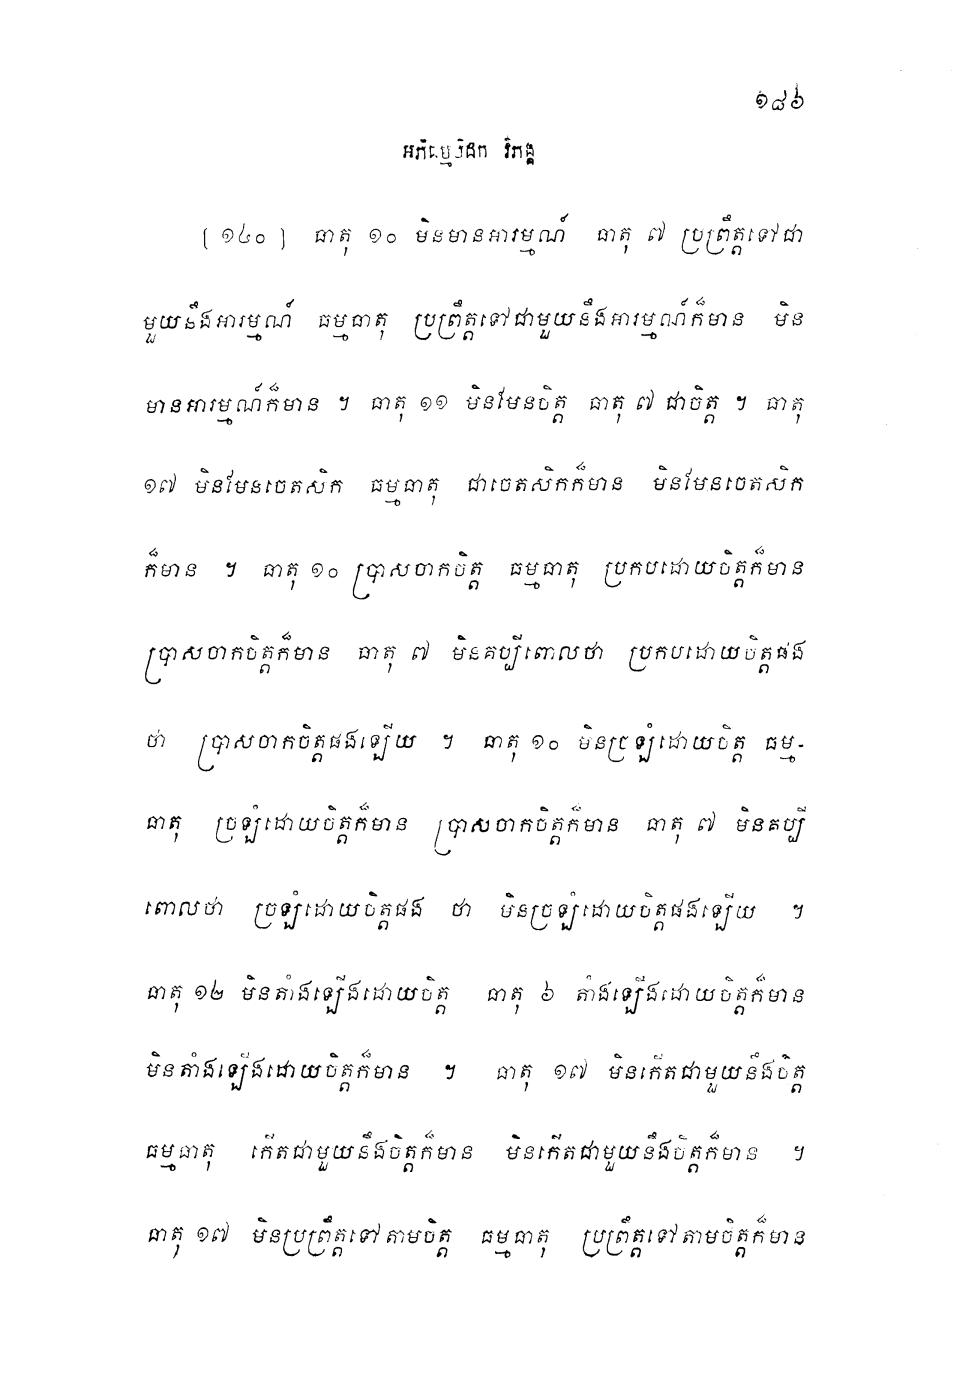 ១៨៦
អភិធម្មបិដក វិភង្គ
(១៤០) ធាតុ ១០ មិនមានអារម្មណ៍ ធាតុ ៧ ប្រព្រឹត្តទៅជា
មួយនឹងអារម្មណ៍ ធម្មធាតុ ប្រព្រឹត្តទៅជាមួយនឹងអារម្មណ៍ក៏មាន មិន
មានអារម្មណ៍ក៏មាន ។ ធាតុ ១១ មិនមែនចិត្ត ធាតុ ៧ ជាចិត្ត ។ ធាតុ
១៧ មិនមែនចេតសិក ធម្មធាតុ ជាចេតសិកក៏មាន មិនមែនចេតសិក
ក៏មាន ។ ធាតុ ១០ ប្រាសចាកចិត្ត ធម្មធាតុ ប្រកបដោយចិត្តក៏មាន
ប្រាសចាកចិត្តក៏មាន ធាតុ ៧ មិនគប្បីពោលថា ប្រកបដោយចិត្តផង
ថា ប្រាសចាកចិត្តផងឡើយ ។ ធាតុ ១០ មិនច្រឡំដោយចិត្ត ធម្ម-
ធាតុ ច្រឡំដោយចិត្តក៏មាន ប្រាសចាកចិត្តក៏មាន ធាតុ ៧ មិនគប្បី
ពោលថា ច្រឡំដោយចិត្តផង ថា មិនច្រឡំដោយចិត្តផងឡើយ ។
ធាតុ ១២ មិនតាំងឡើងដោយចិត្ត ធាតុ ៦ តាំងឡើងដោយចិត្តក៏មាន
មិនតាំងឡើងដោយចិត្តក៏មាន ។ ធាតុ ១៧ មិនកើតជាមួយនឹងចិត្ត
ធម្មធាតុ កើតជាមួយនឹងចិត្តក៏មាន មិនកើតជាមួយនឹងចិត្តក៏មាន ។
ធាតុ ១៧ មិនប្រព្រឹត្តទៅតាមចិត្ត ធម្មធាតុ ប្រព្រឹត្តទៅតាមចិត្តក៏មាន